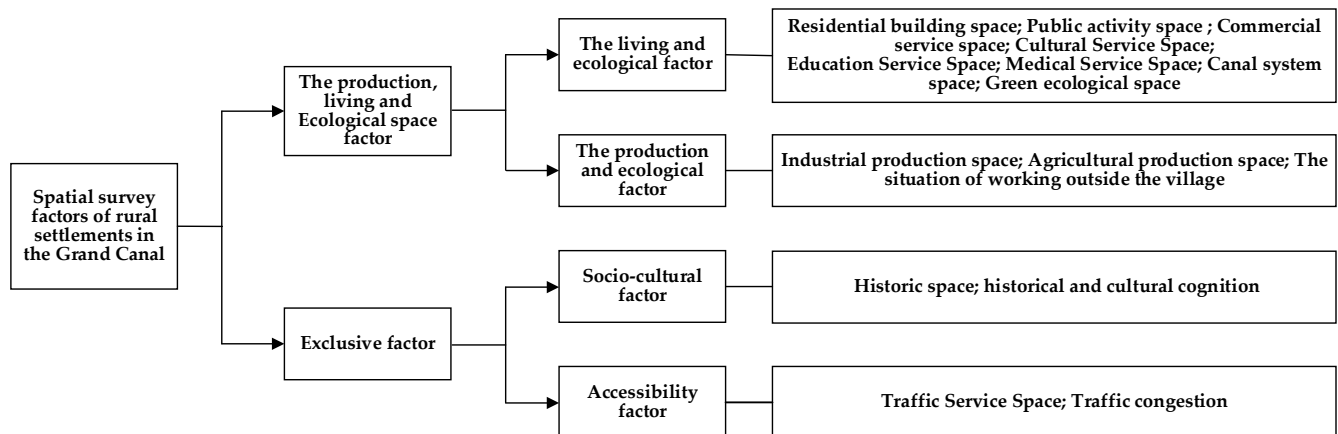 Spatial survey
factors of rural
settlements in
the Grand Canal
The production,
living and
Ecological space
factor
Exclusive factor
The living and
ecological factor
The production
and ecological
factor
Socio-cultural
factor
Accessibility
factor
Residential building space; Public activity space ; Commercial
service space; Cultural Service Space;
Education Service Space; Medical Service Space; Canal system
space; Green ecological space
Industrial production space; Agricultural production space; The
situation of working outside the village
Historic space; historical and cultural cognition
Traffic Service Space; Traffic congestion